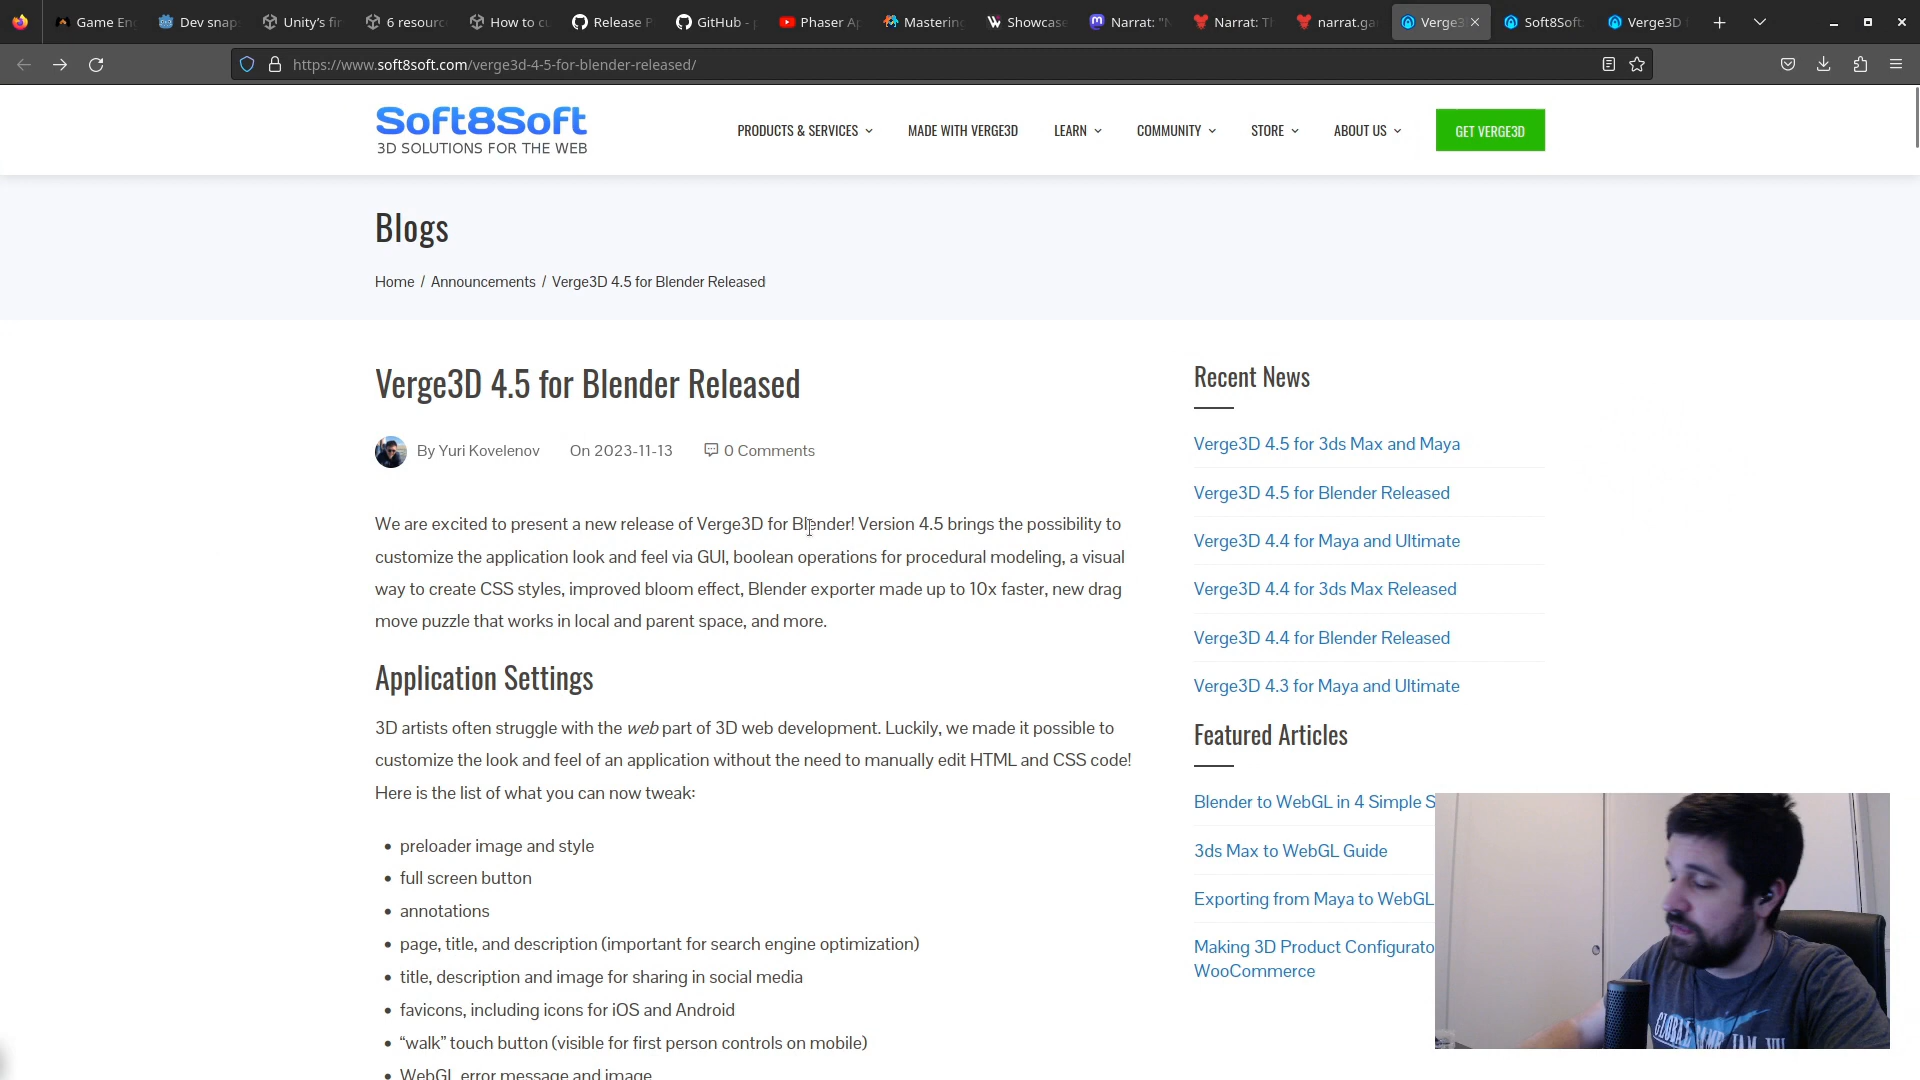 Game En
Dev snap
Unity's fir
6 resourc
How to cu
Release P
GitHub -
Phaser Ap
Mastering
Showcase
Narrat: "N
Narrat: Th
narrat.ga
Verge3
Soft8Soft
Verge3D
https://www.soft8soft.com/verge3d-4-5-for-blender-released/
Soft8Soft
3D SOLUTIONS FOR THE WEB
PRODUCTS & SERVICES
MADE WITH VERGE3D
LEARN
COMMUNITY
STORE
ABOUT US
GET VERGE3D
Blogs
Home / Announcements / Verge3D 4.5 for Blender Released
Verge3D 4.5 for Blender Released
By Yuri Kovelenov On 2023-11-13 0 Comments
We are excited to present a new release of Verge3D for Blender! Version 4.5 brings the possibility to
customize the application look and feel via GUI, boolean operations for procedural modeling, a visual
way to create CSS styles, improved bloom effect, Blender exporter made up to 10x faster, new drag
move puzzle that works in local and parent space, and more.
Application Settings
3D artists often struggle with the web part of 3D web development. Luckily, we made it possible to
customize the look and feel of an application without the need to manually edit HTML and CSS code!
Here is the list of what you can now tweak:
• preloader image and style
• full screen button
• annotations
• page, title, and description (important for search engine optimization)
• title, description and image for sharing in social media
• favicons, including icons for iOS and Android
• “walk” touch button (visible for first person controls on mobile)
• WebGL error message and image
Recent News
Verge3D 4.5 for 3ds Max and Maya
Verge3D 4.5 for Blender Released
Verge3D 4.4 for Maya and Ultimate
Verge3D 4.4 for 3ds Max Released
Verge3D 4.4 for Blender Released
Verge3D 4.3 for Maya and Ultimate
Featured Articles
Blender to WebGL in 4 Simple S
3ds Max to WebGL Guide
Exporting from Maya to WebGL
Making 3D Product Configurato
WooCommerce
GLOBAL GAME JAM